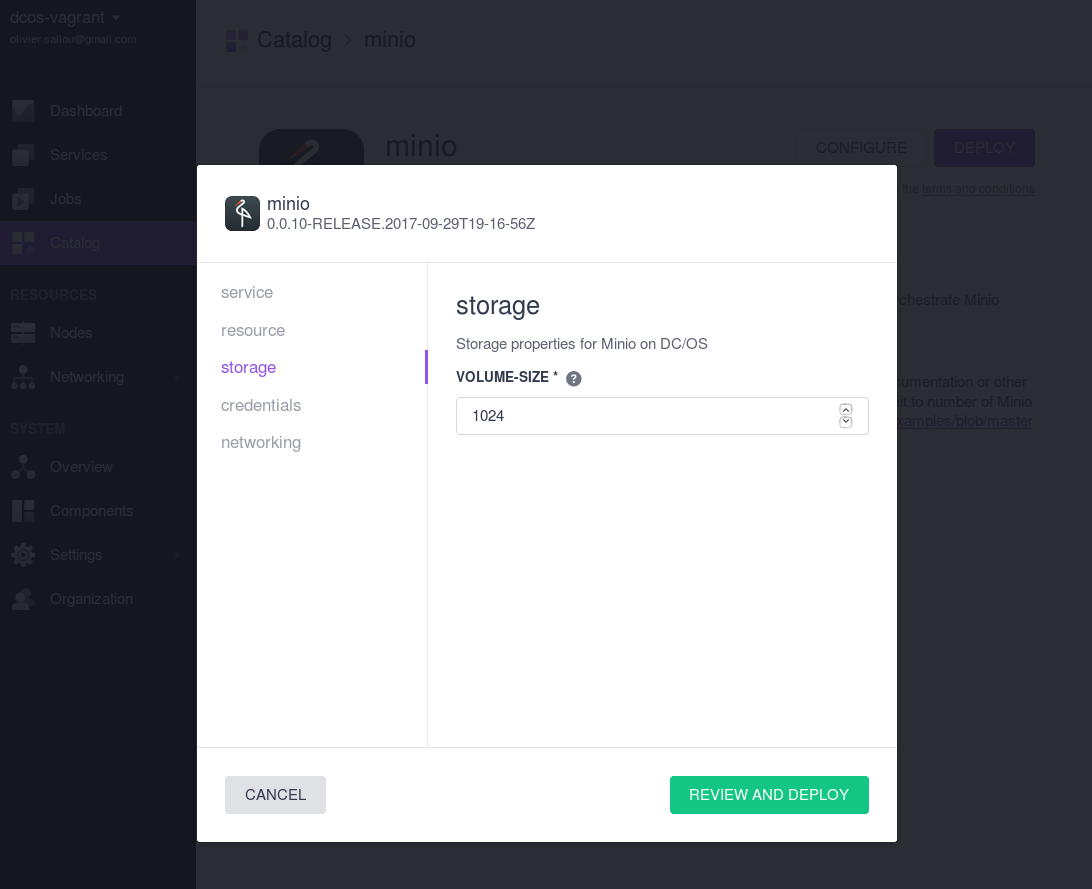 dcos-vagrant
olivier.sallou@gmail.com
Dashboard
Services
Jobs
Catalog
RESOURCES
Nodes
Networking
SYSTEM
Overview
Components
Settings
Organization
Catalog > minio
minio
CONFIGURE
DEPLOY
the terms and conditions
chestrate Minio
cumentation or other
it to number of Minio
xamples/blob/master
minio
0.0.10-RELEASE.2017-09-29T19-16-56Z
service
resource
storage
credentials
networking
storage
Storage properties for Minio on DC/OS
VOLUME-SIZE * ?
1024
CANCEL
REVIEW AND DEPLOY